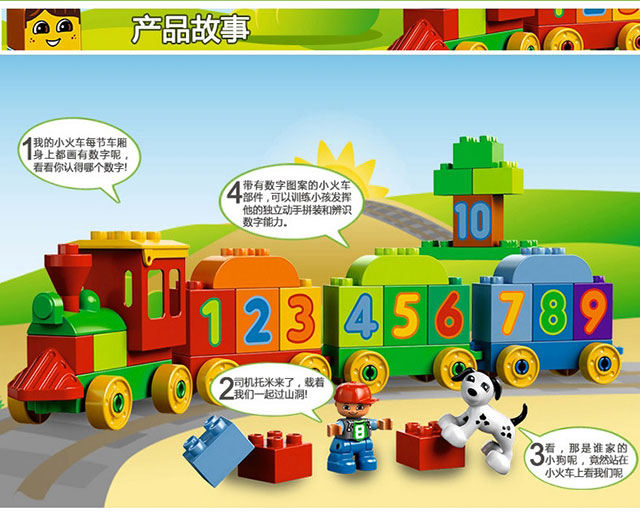 产品故事
1 我的小火车每节车厢
身上都画有数字呢，
看看你认得哪个数字！
4 带有数字图案的小火车
部件，可以训练小孩发挥
他的独立动手拼装和辨识
数字能力。
10
1 2 3 4 5 6 7 8 9
2 司机托米来了，载着
我们一起过山洞！
8
3 看，那是谁家的
小狗呢，竟然站在
小火车上看我们呢